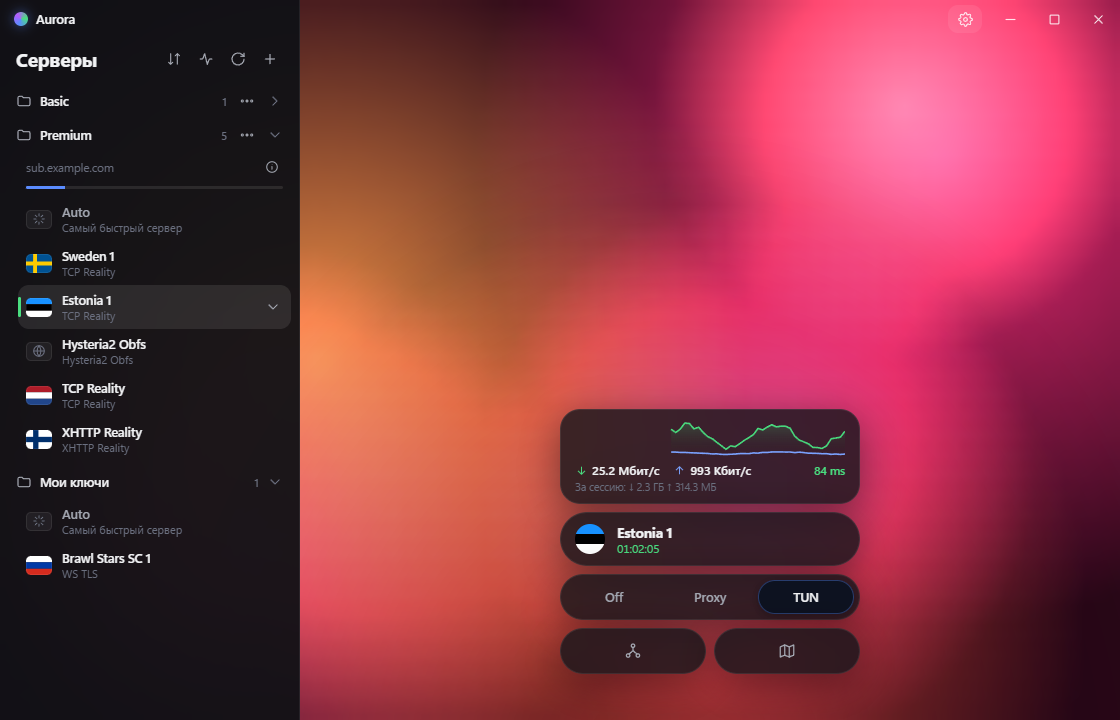 Aurora
Серверы
Basic 1
Premium 5
sub.example.com
Auto
Самый быстрый сервер
Sweden 1
TCP Reality
Estonia 1
TCP Reality
Hysteria2 Obfs
Hysteria2 Obfs
TCP Reality
TCP Reality
XHTTP Reality
XHTTP Reality
Мои ключи 1
Auto
Самый быстрый сервер
Brawl Stars SC 1
WS TLS
↓ 25.2 Мбит/с ↑ 993 Кбит/с 84 ms
За сессию: ↓ 2.3 ГБ ↑ 314.3 МБ
Estonia 1
01:02:05
Off Proxy TUN